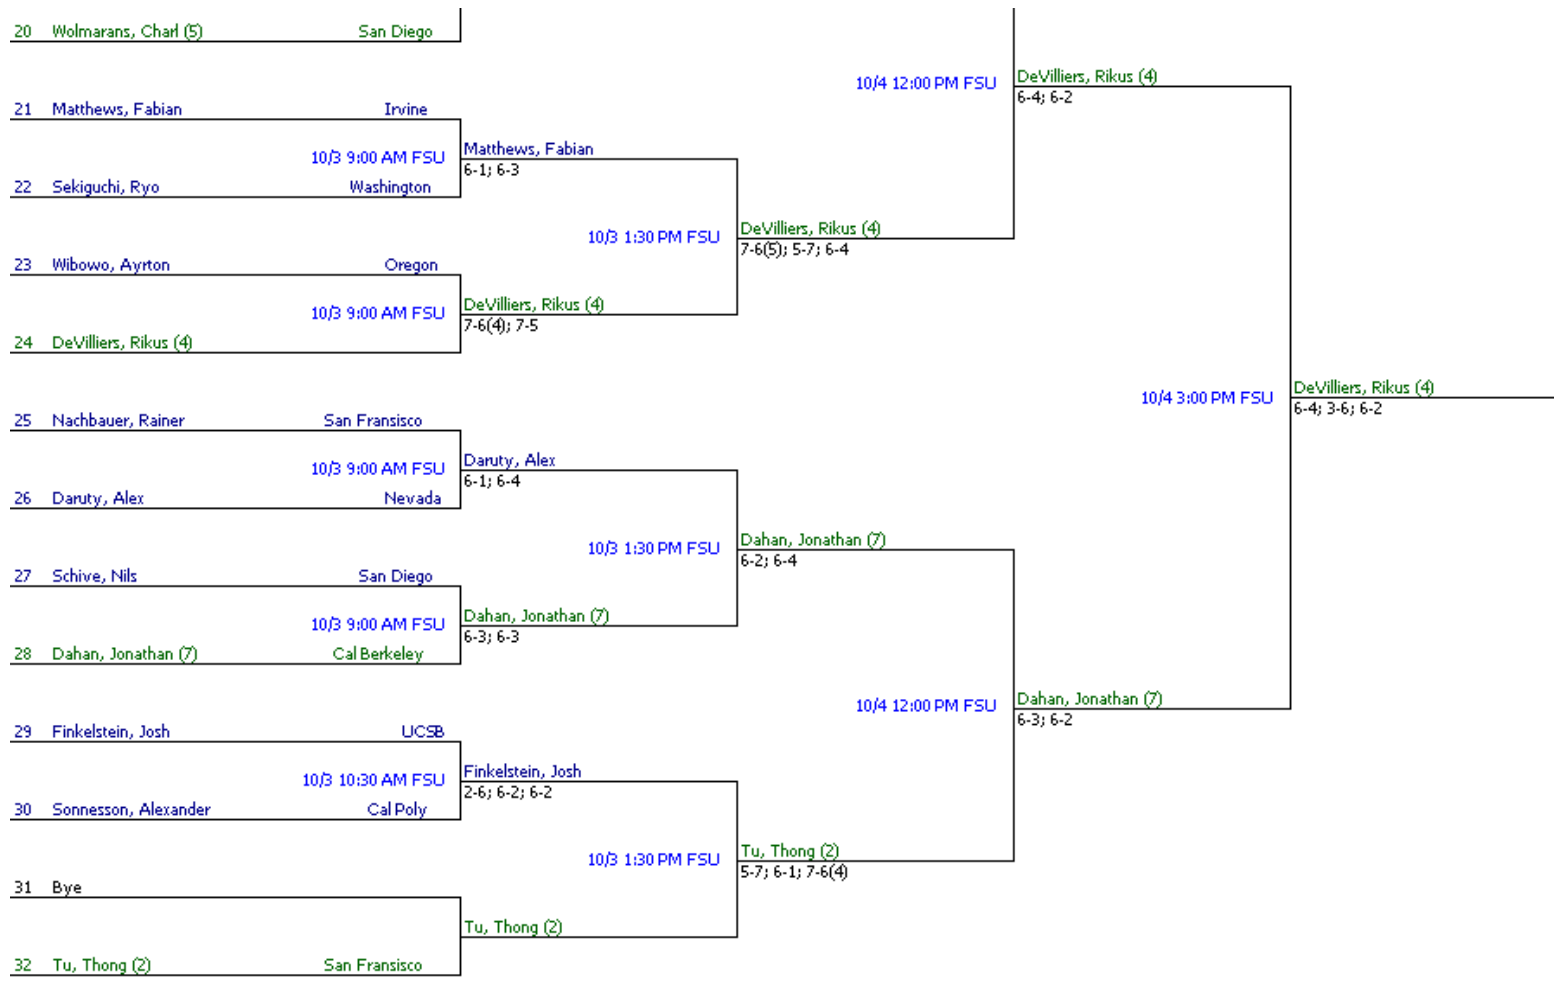 20 Wolmarans, Charl (5) San Diego
DeVilliers, Rikus (4)
10/4 12:00 PM FSU
6-4; 6-2
21 Matthews, Fabian Irvine
10/3 9:00 AM FSU
Matthews, Fabian
6-1; 6-3
22 Sekiguchi, Ryo Washington
10/3 1:30 PM FSU
DeVilliers, Rikus (4)
7-6(5); 5-7; 6-4
23 Wibowo, Ayrton Oregon
10/3 9:00 AM FSU
DeVilliers, Rikus (4)
7-6(4); 7-5
24 DeVilliers, Rikus (4)
10/4 3:00 PM FSU
DeVilliers, Rikus (4)
6-4; 3-6; 6-2
25 Nachbauer, Rainer San Fransisco
10/3 9:00 AM FSU
Daruty, Alex
6-1; 6-4
26 Daruty, Alex Nevada
10/3 1:30 PM FSU
Dahan, Jonathan (7)
6-2; 6-4
27 Schive, Nils San Diego
10/3 9:00 AM FSU
Dahan, Jonathan (7)
6-3; 6-3
28 Dahan, Jonathan (7) Cal Berkeley
10/4 12:00 PM FSU
Dahan, Jonathan (7)
6-3; 6-2
29 Finkelstein, Josh UCSB
10/3 10:30 AM FSU
Finkelstein, Josh
2-6; 6-2; 6-2
30 Sonnesson, Alexander Cal Poly
10/3 1:30 PM FSU
Tu, Thong (2)
5-7; 6-1; 7-6(4)
31 Bye
Tu, Thong (2)
32 Tu, Thong (2) San Fransisco